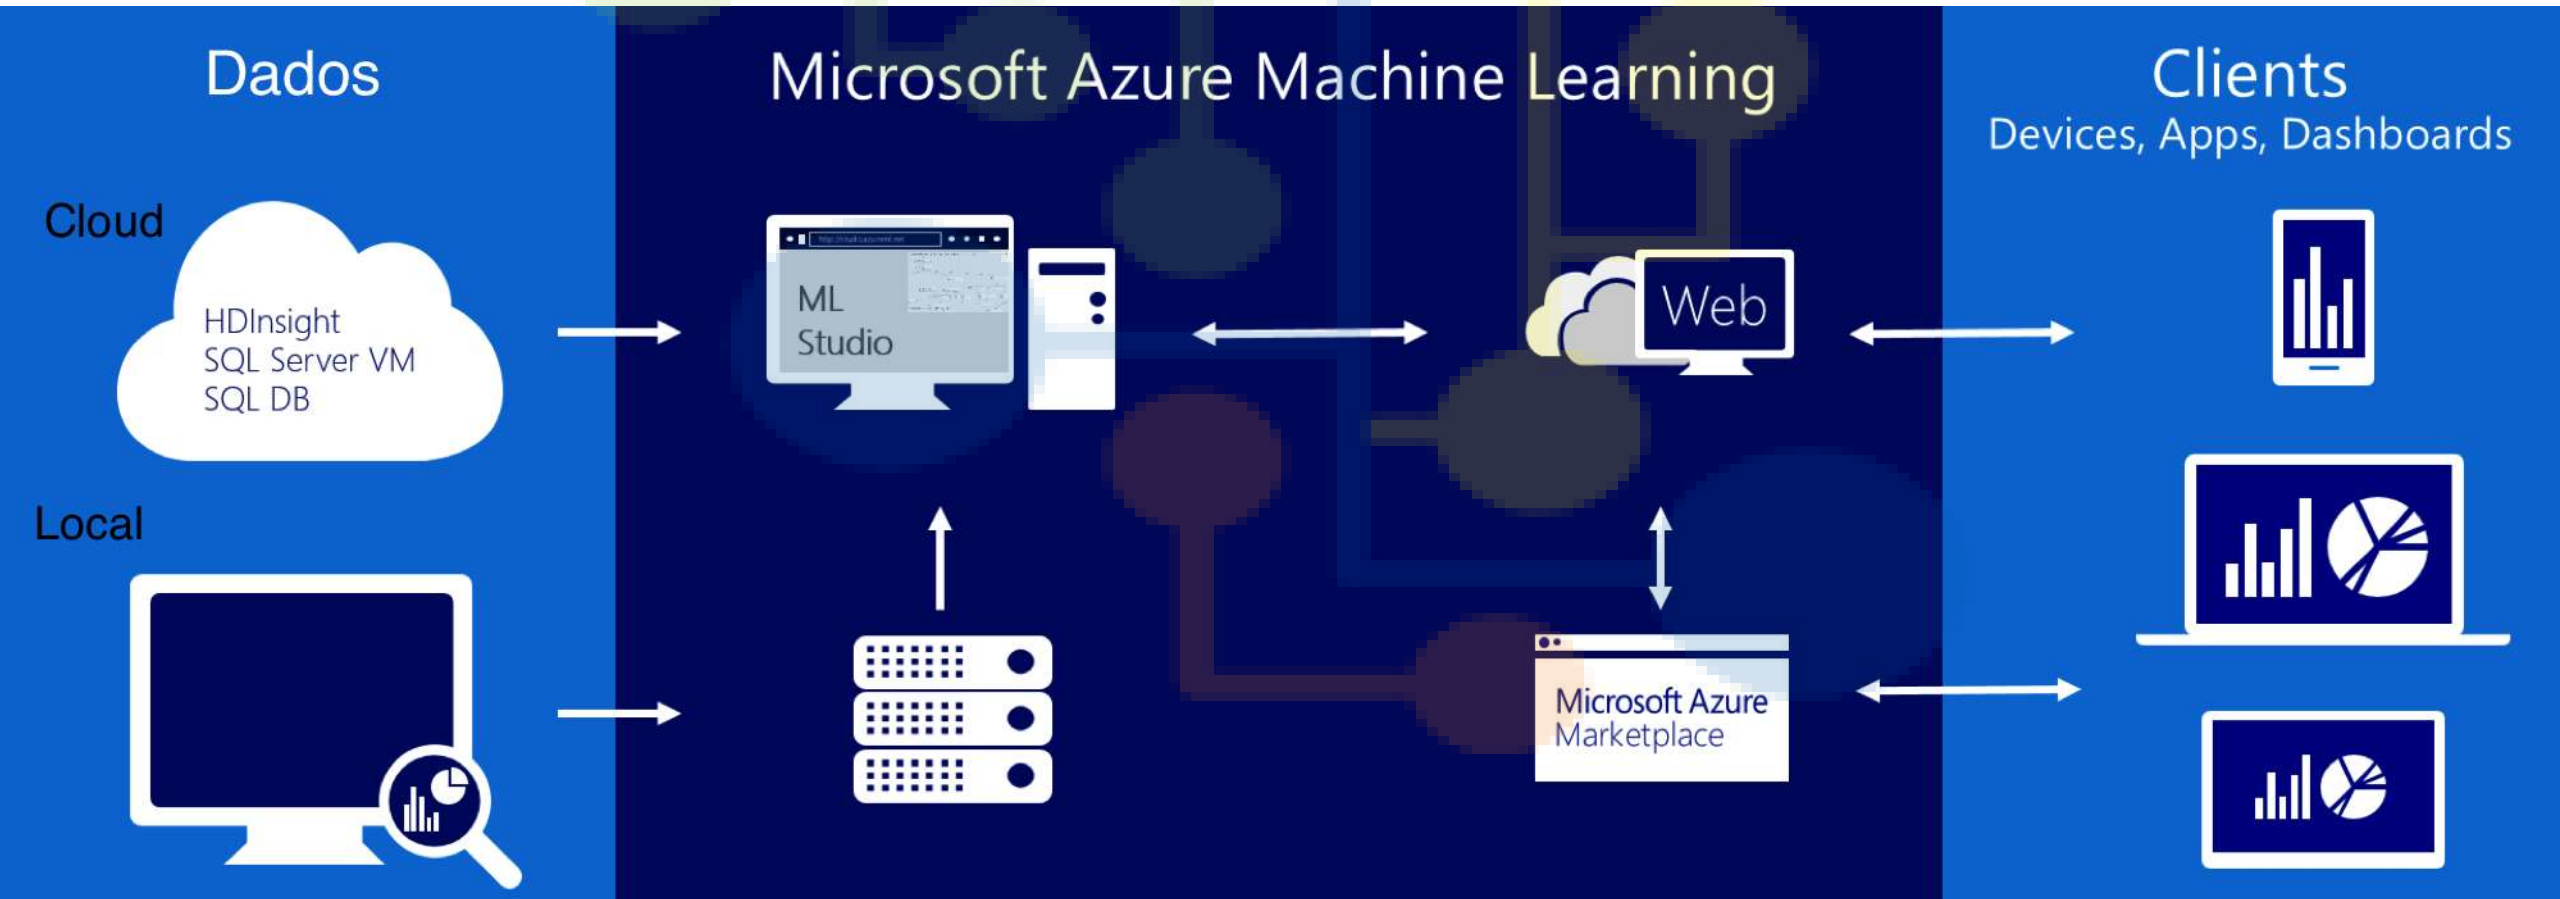 Dados
Microsoft Azure Machine Learning
Clients
Devices, Apps, Dashboards
Cloud
HDInsight
SQL Server VM
SQL DB
ML
Studio
Web
Local
Microsoft Azure
Marketplace